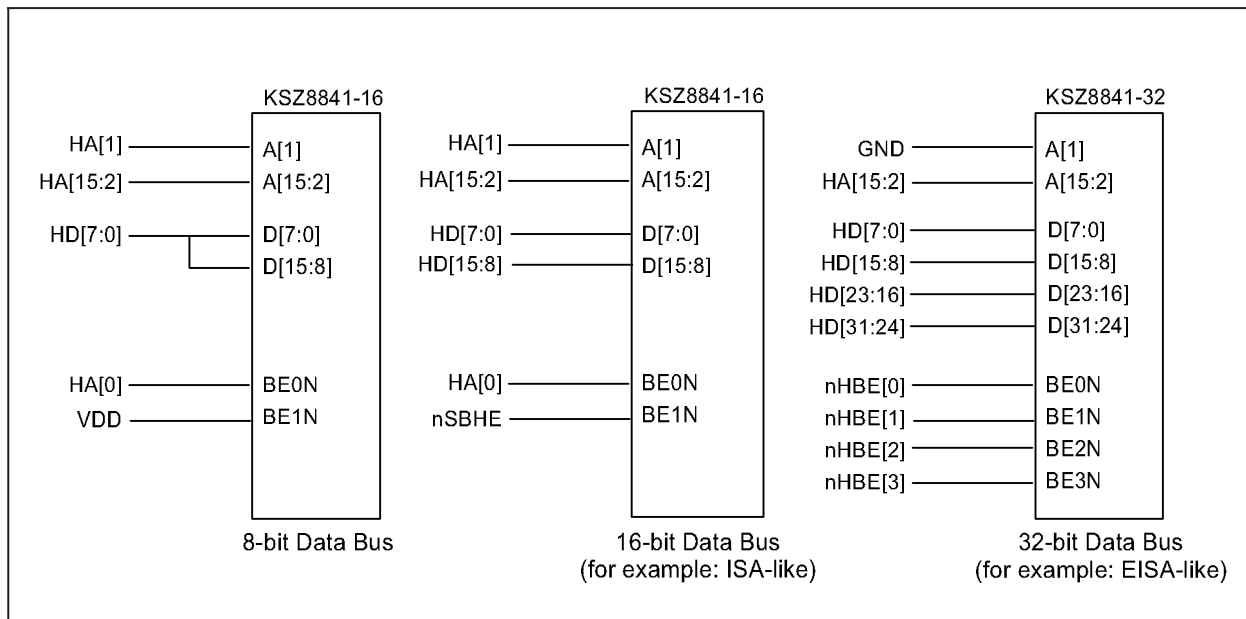 KSZ8841-16
HA[1]
A[1]
HA[15:2]
A[15:2]
HD[7:0]
D[7:0]
D[15:8]
HA[0]
BE0N
VDD
BE1N
8-bit Data Bus
KSZ8841-16
HA[1]
A[1]
HA[15:2]
A[15:2]
HD[7:0]
D[7:0]
HD[15:8]
D[15:8]
HA[0]
BE0N
nSBHE
BE1N
16-bit Data Bus
(for example: ISA-like)
KSZ8841-32
GND
A[1]
HA[15:2]
A[15:2]
HD[7:0]
D[7:0]
HD[15:8]
D[15:8]
HD[23:16]
D[23:16]
HD[31:24]
D[31:24]
nHBE[0]
BE0N
nHBE[1]
BE1N
nHBE[2]
BE2N
nHBE[3]
BE3N
32-bit Data Bus
(for example: EISA-like)